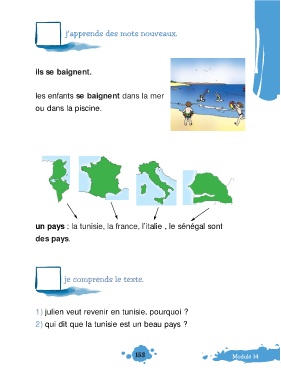 j'apprends des mots nouveaux.
ils se baignent.
les enfants se baignent dans la mer
ou dans la piscine.
un pays : la tunisie, la france, l'italie , le sénégal sont
des pays.
je comprends le texte.
1) julien veut revenir en tunisie. pourquoi ?
2) qui dit que la tunisie est un beau pays ?
153
Module 14